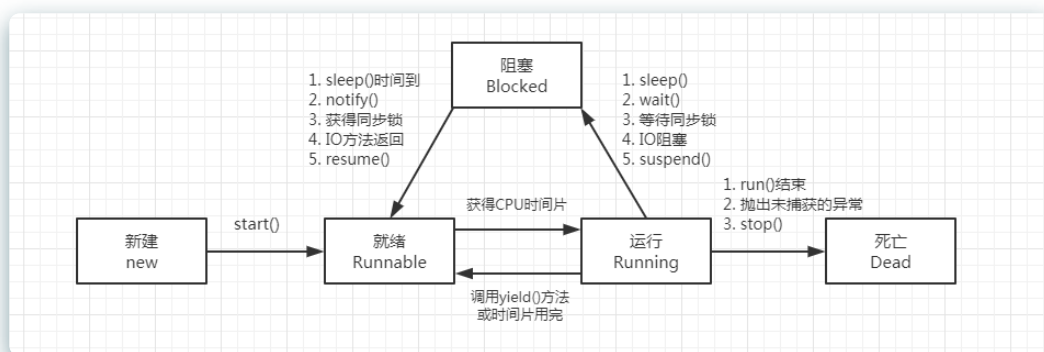 阻塞
Blocked
1. sleep()时间到
2. notify()
3. 获得同步锁
4. IO方法返回
5. resume()
1. sleep()
2. wait()
3. 等待同步锁
4. IO阻塞
5. suspend()
1. run()结束
2. 抛出未捕获的异常
3. stop()
新建
new
start()
就绪
Runnable
获得CPU时间片
调用yield()方法
或时间片用完
运行
Running
死亡
Dead